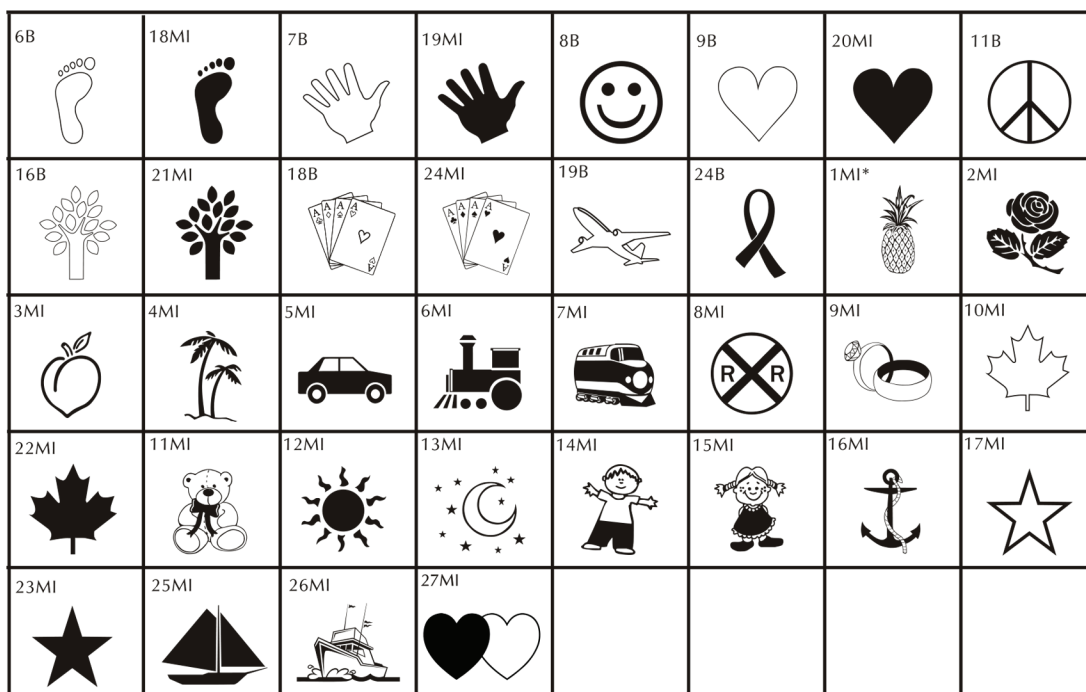 6B 18MI 7B 19MI 8B 9B 20MI 11B
16B 21MI 18B 24MI 19B 24B 1MI* 2MI
A A A A A A A A
A A
3MI 4MI 5MI 6MI 7MI 8MI 9MI 10MI
R R
22MI 11MI 12MI 13MI 14MI 15MI 16MI 17MI
23MI 25MI 26MI 27MI